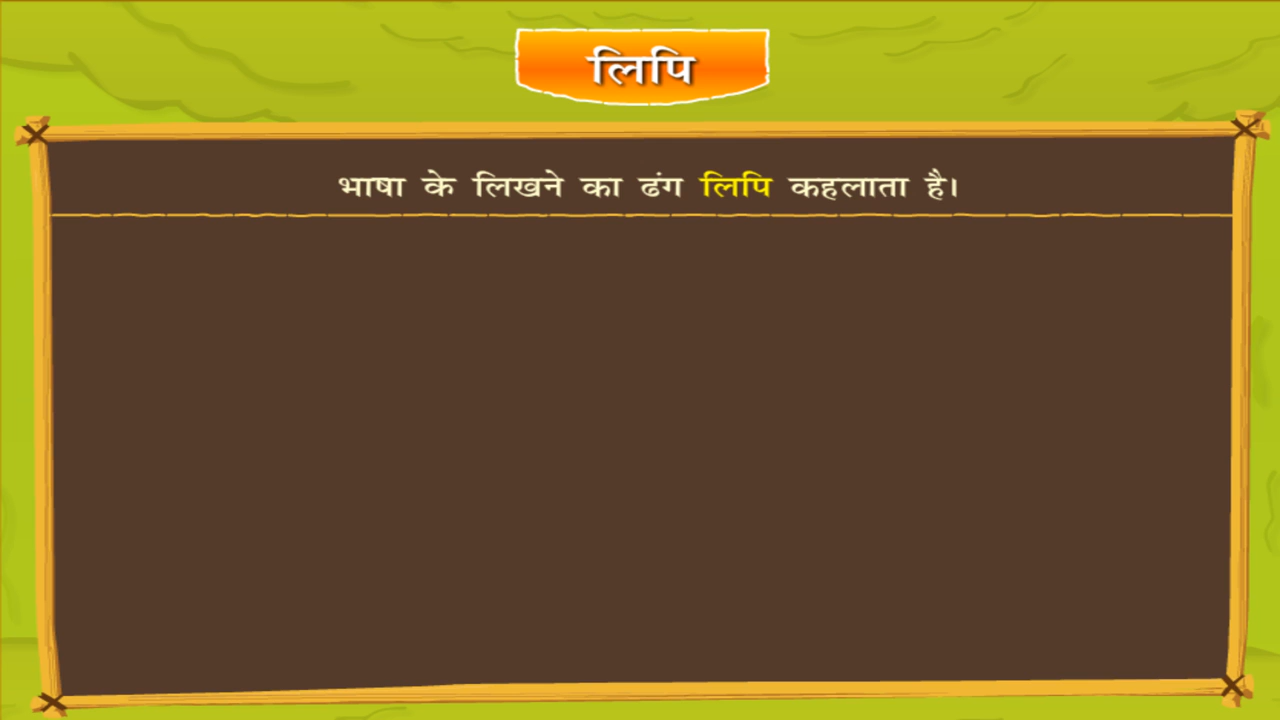 लिपि
भाषा के लिखने का ढंग लिपि कहलाता है।